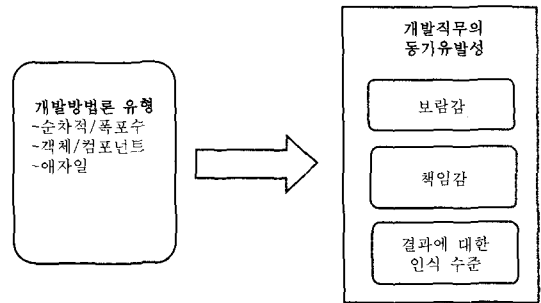 개발방법론 유형
~순차적/폭포수
~객체/컴포넌트
~애자일
개발직무의
동기유발성
보람감
책임감
결과에 대한
인식 수준